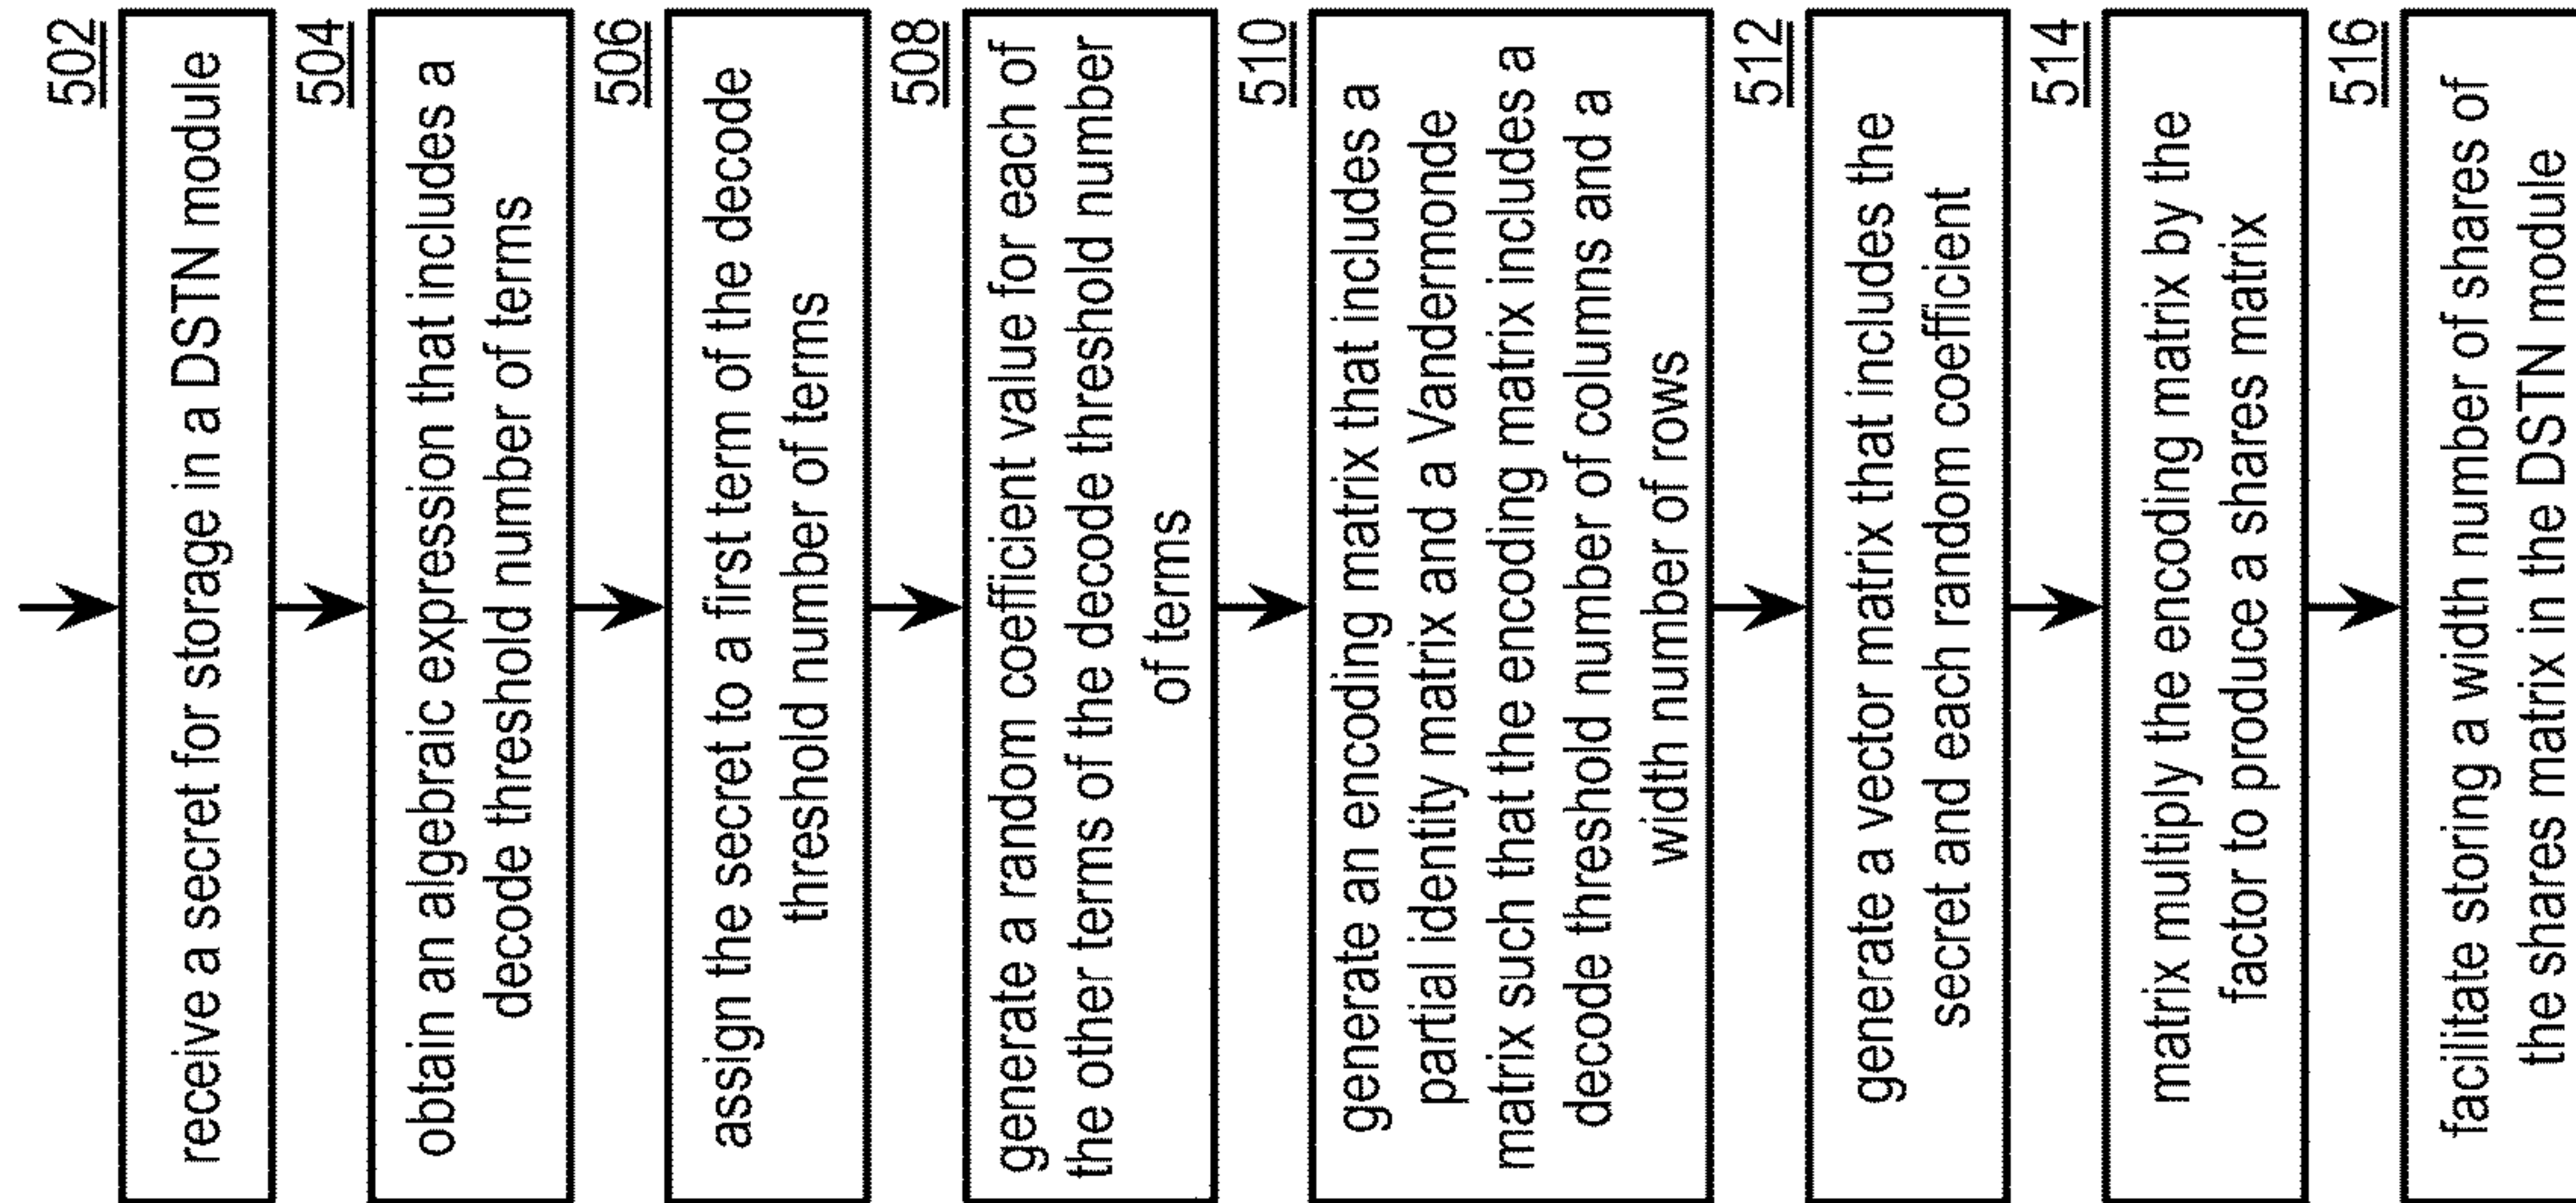 502
receive a secret for storage in a DSTN module
504
obtain an algebraic expression that includes a
decode threshold number of terms
506
assign the secret to a first term of the decode
threshold number of terms
508
generate a random coefficient value for each of
the other terms of the decode threshold number
of terms
510
generate an encoding matrix that includes a
partial identity matrix and a Vandermonde
matrix such that the encoding matrix includes a
decode threshold number of columns and a
width number of rows
512
generate a vector matrix that includes the
secret and each random coefficient
514
matrix multiply the encoding matrix by the
factor to produce a shares matrix
516
facilitate storing a width number of shares of
the shares matrix in the DSTN module